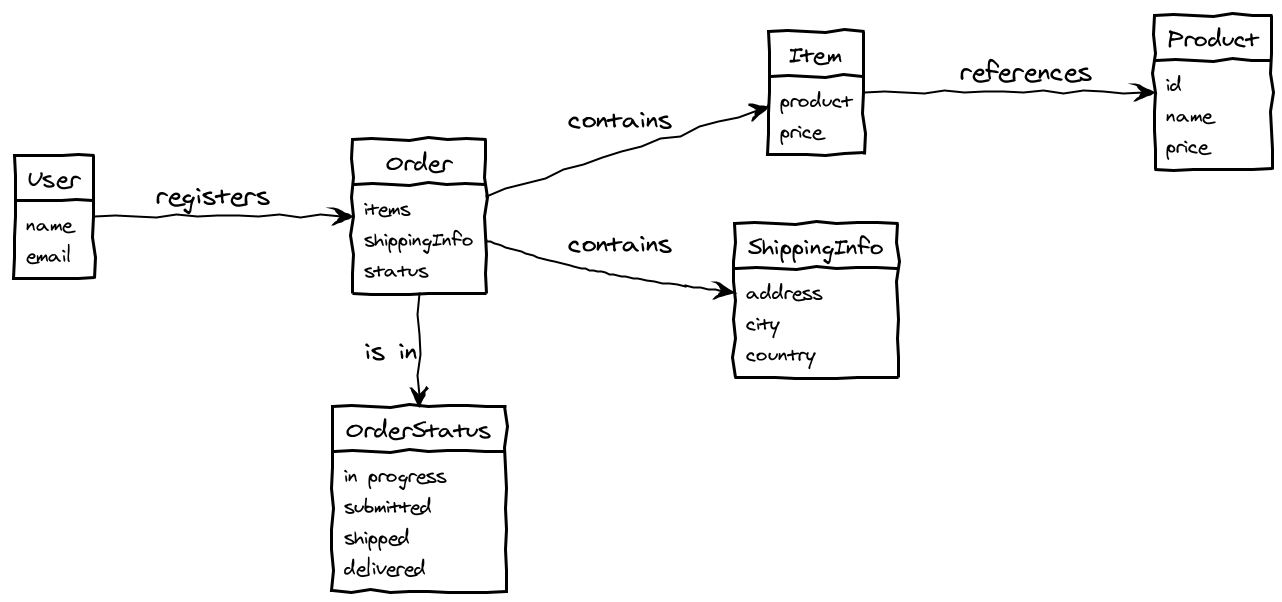 User
name
email
registers
Order
items
shippingInfo
status
contains
Item
product
price
references
Product
id
name
price
contains
ShippingInfo
address
city
country
is in
OrderStatus
in progress
submitted
shipped
delivered